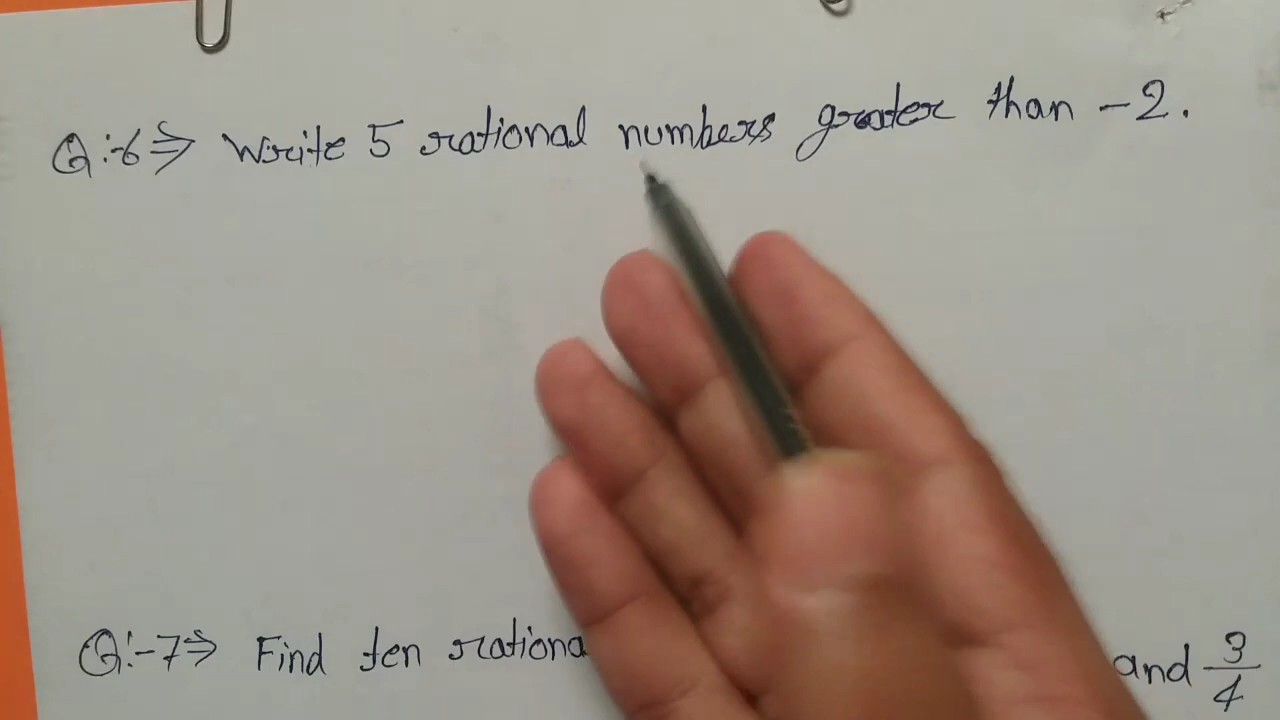 Q:-6⇒ Write 5 rational numbers greater than -2.
Q:-7⇒ Find ten rationa and 3/4